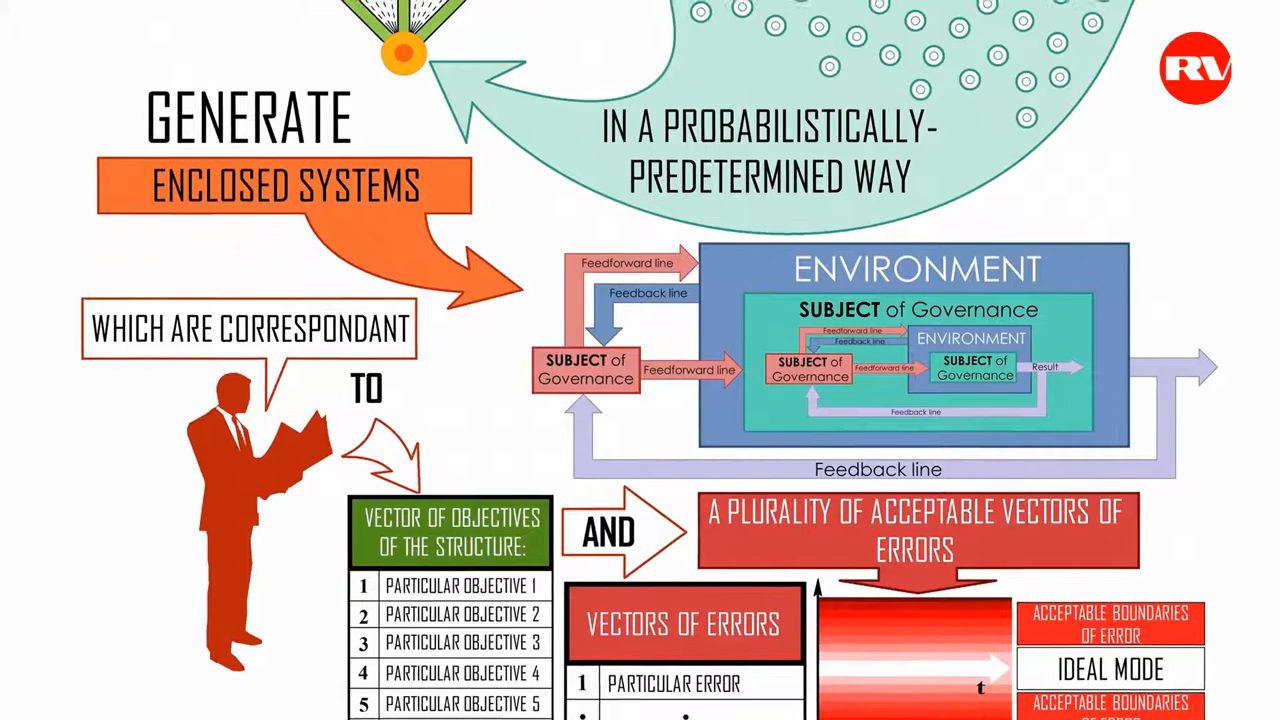 RV
GENERATE
IN A PROBABILISTICALLY-
PREDETERMINED WAY
ENCLOSED SYSTEMS
ENVIRONMENT
Feedforward line
Feedback line
SUBJECT of Governance
Feedforward line
Feedback line
ENVIRONMENT
SUBJECT of
Governance
Feedforward line
SUBJECT of
Governance
Feedforward line
SUBJECT of
Governance
Result
Feedback line
Feedback line
WHICH ARE CORRESPONDANT
TO
VECTOR OF OBJECTIVES
OF THE STRUCTURE:
1 PARTICULAR OBJECTIVE 1
2 PARTICULAR OBJECTIVE 2
3 PARTICULAR OBJECTIVE 3
4 PARTICULAR OBJECTIVE 4
5 PARTICULAR OBJECTIVE 5
AND
A PLURALITY OF ACCEPTABLE VECTORS OF
ERRORS
VECTORS OF ERRORS
1 PARTICULAR ERROR
t
ACCEPTABLE BOUNDARIES
OF ERROR
IDEAL MODE
ACCEPTABLE BOUNDARIES
OF ERROR